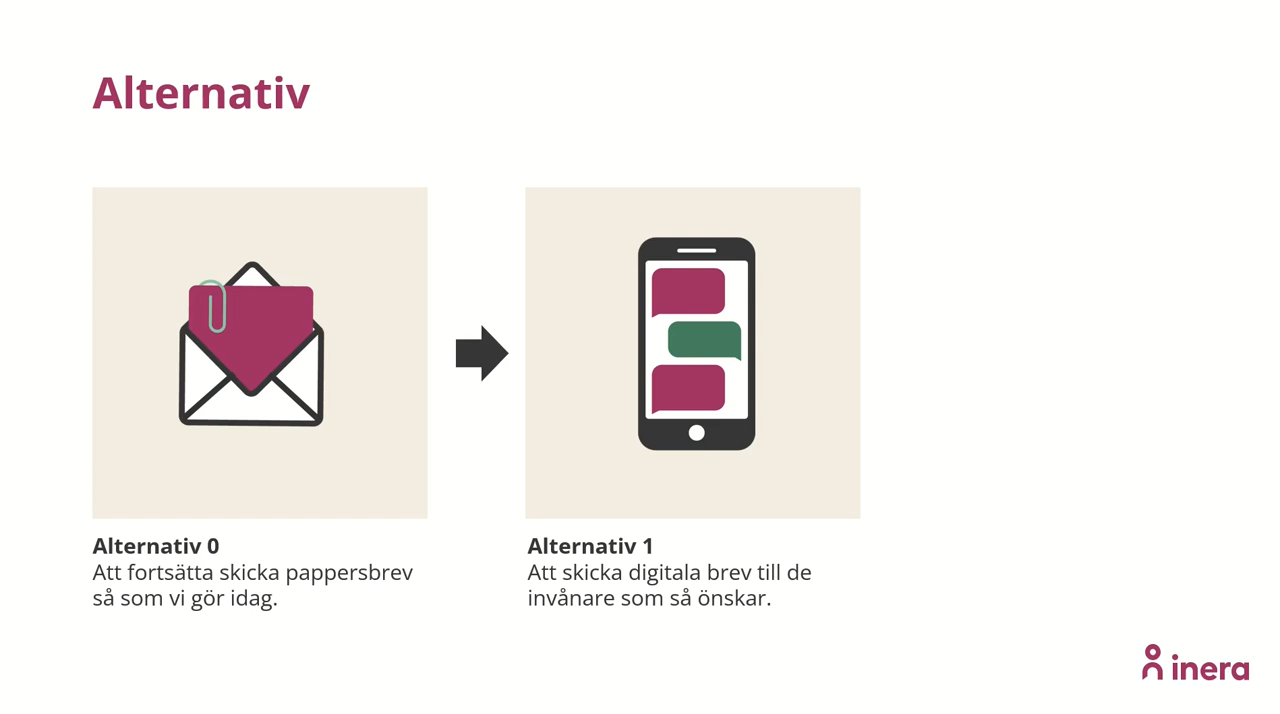 Alternativ
Alternativ 0
Att fortsätta skicka pappersbrev
så som vi gör idag.
Alternativ 1
Att skicka digitala brev till de
invånare som så önskar.
inera